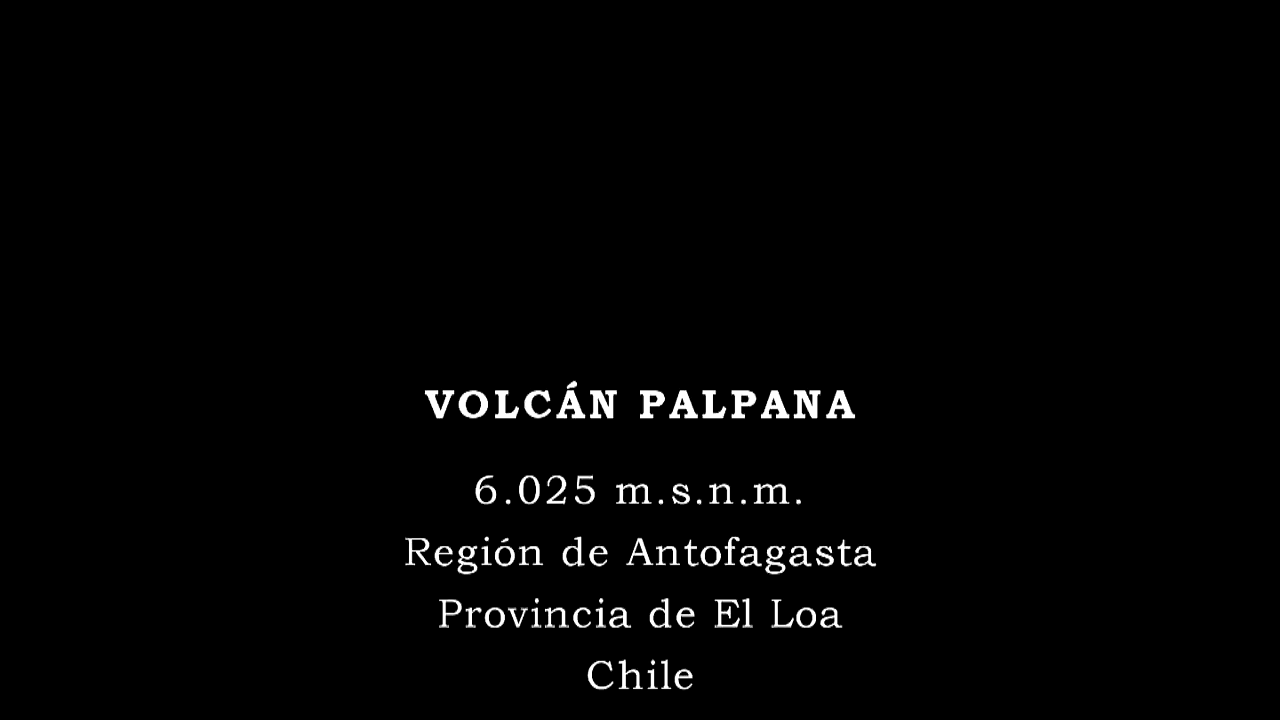 VOLCÁN PALPANA
6.025 m.s.n.m.
Región de Antofagasta
Provincia de El Loa
Chile